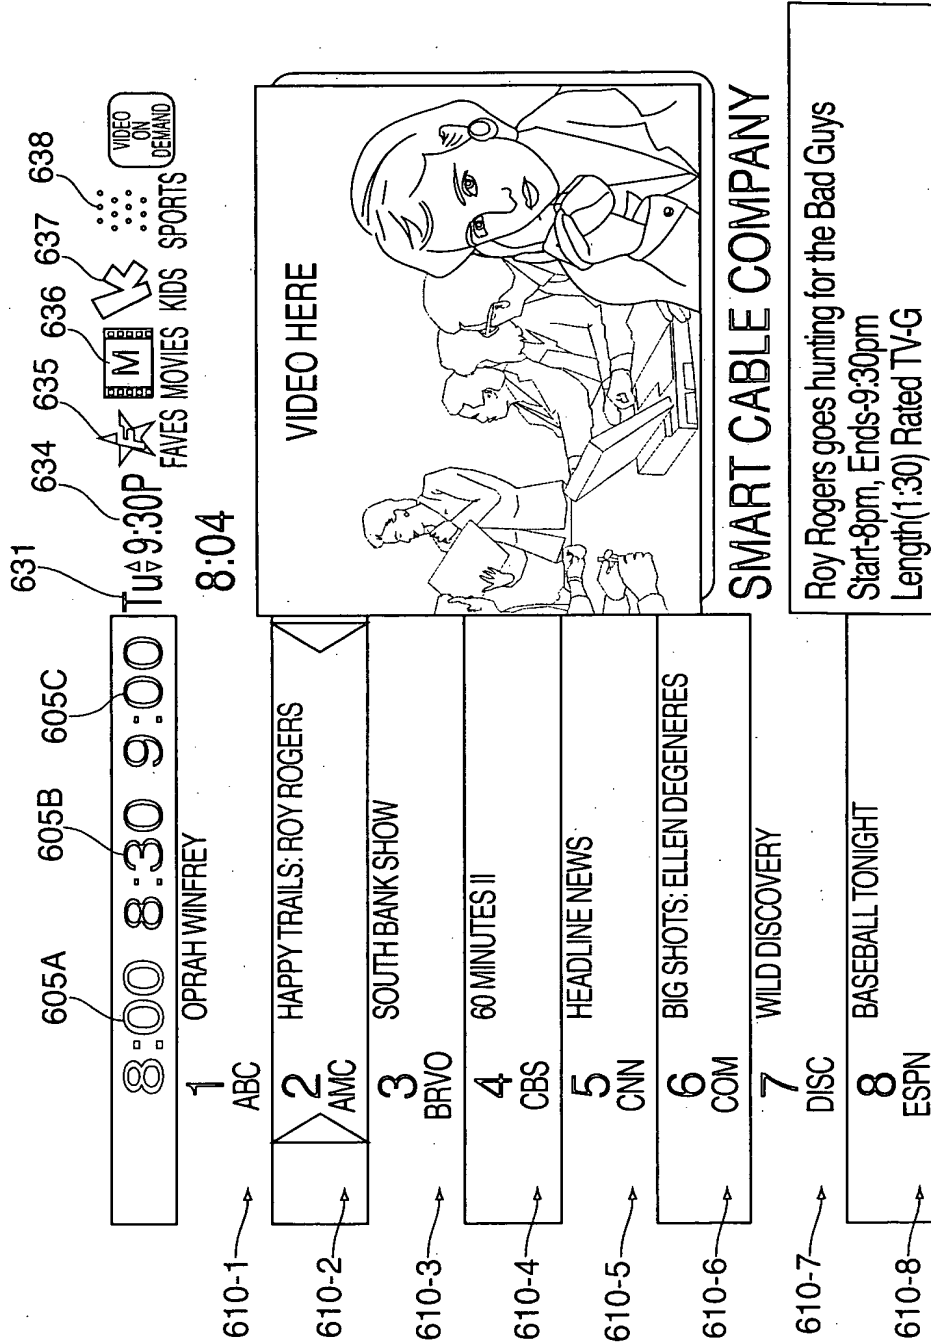 605A
605B
605C
631
634
635
636
637
638
8:00 8:30 9:00
Tu 9:30P
F
FAVES
M
MOVIES
KIDS
SPORTS
VIDEO
ON
DEMAND
8:04
610-1
1
ABC
OPRAH WINFREY
610-2
2
AMC
HAPPY TRAILS: ROY ROGERS
610-3
3
BRVO
SOUTH BANK SHOW
610-4
4
CBS
60 MINUTES II
610-5
5
CNN
HEADLINE NEWS
610-6
6
COM
BIG SHOTS: ELLEN DEGENERES
610-7
7
DISC
WILD DISCOVERY
610-8
8
ESPN
BASEBALL TONIGHT
VIDEO HERE
SMART CABLE COMPANY
Roy Rogers goes hunting for the Bad Guys
Start-8pm, Ends-9:30pm
Length(1:30) Rated TV-G